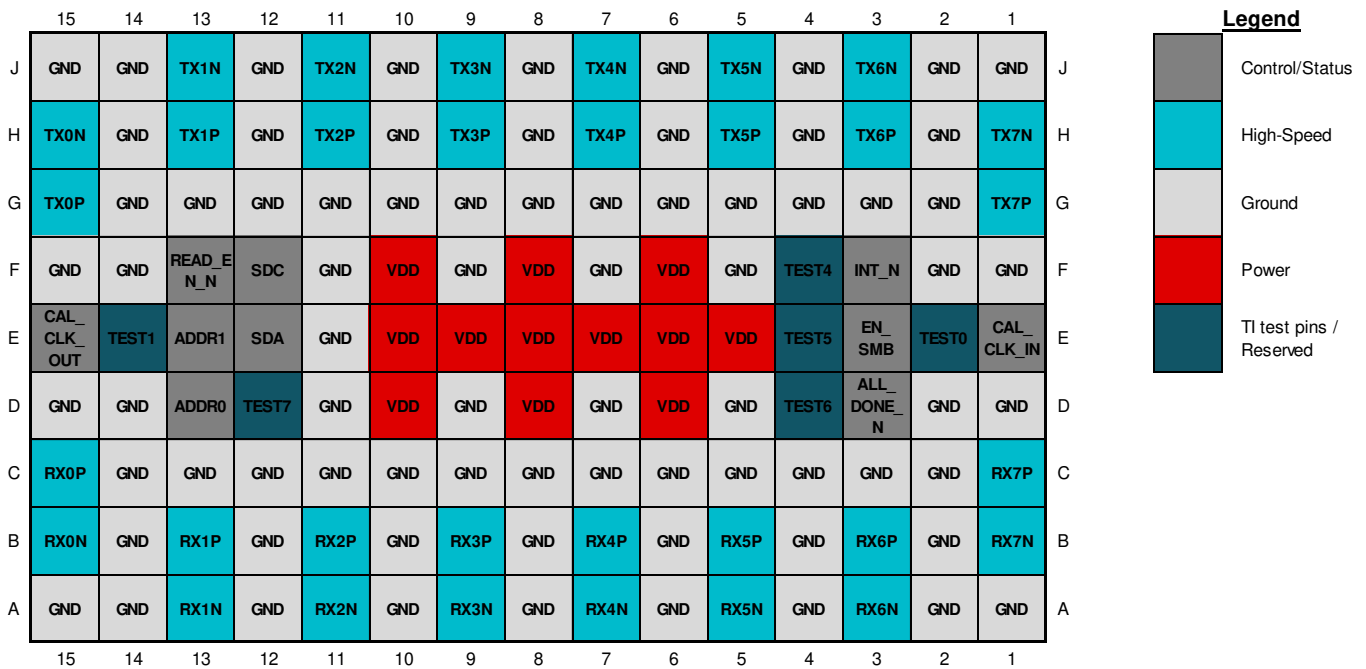 15 14 13 12 11 10 9 8 7 6 5 4 3 2 1 Legend
J GND GND TX1N GND TX2N GND TX3N GND TX4N GND TX5N GND TX6N GND GND J Control/Status
H TX0N GND TX1P GND TX2P GND TX3P GND TX4P GND TX5P GND TX6P GND TX7N H High-Speed
G TX0P GND GND GND GND GND GND GND GND GND GND GND GND GND TX7P G Ground
F GND GND READ_E
N_N SDC GND VDD GND VDD GND VDD GND TEST4 INT_N GND GND F Power
E CAL_
CLK_
OUT TEST1 ADDR1 SDA GND VDD VDD VDD VDD VDD VDD TEST5 EN_
SMB TEST0 CAL_
CLK_IN E TI test pins /
Reserved
D GND GND ADDR0 TEST7 GND VDD GND VDD GND VDD GND TEST6 ALL_
DONE_
N GND GND D
C RX0P GND GND GND GND GND GND GND GND GND GND GND GND GND RX7P C
B RX0N GND RX1P GND RX2P GND RX3P GND RX4P GND RX5P GND RX6P GND RX7N B
A GND GND RX1N GND RX2N GND RX3N GND RX4N GND RX5N GND RX6N GND GND A
15 14 13 12 11 10 9 8 7 6 5 4 3 2 1